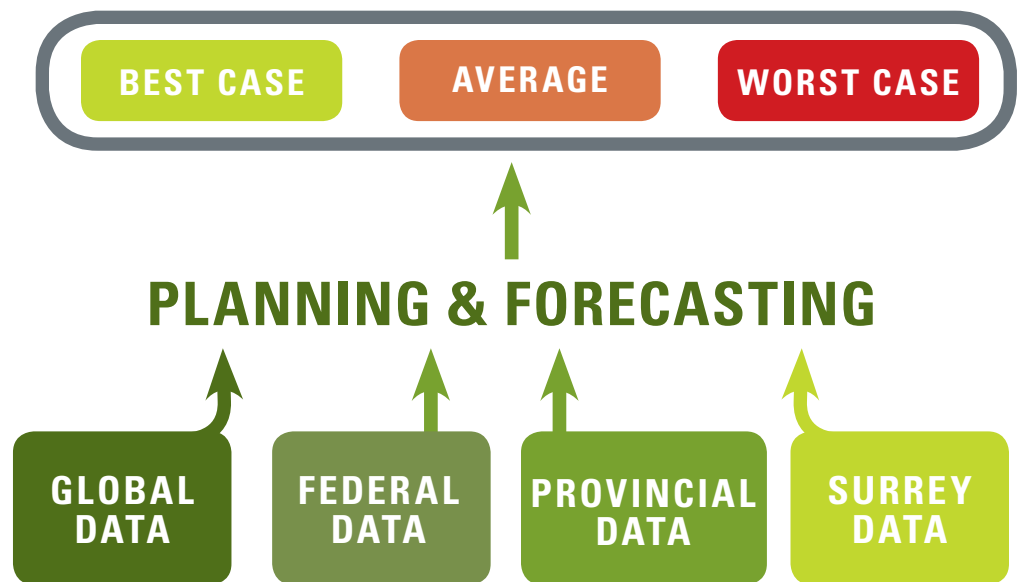 BEST CASE
AVERAGE
WORST CASE
PLANNING & FORECASTING
GLOBAL
DATA
FEDERAL
DATA
PROVINCIAL
DATA
SURREY
DATA